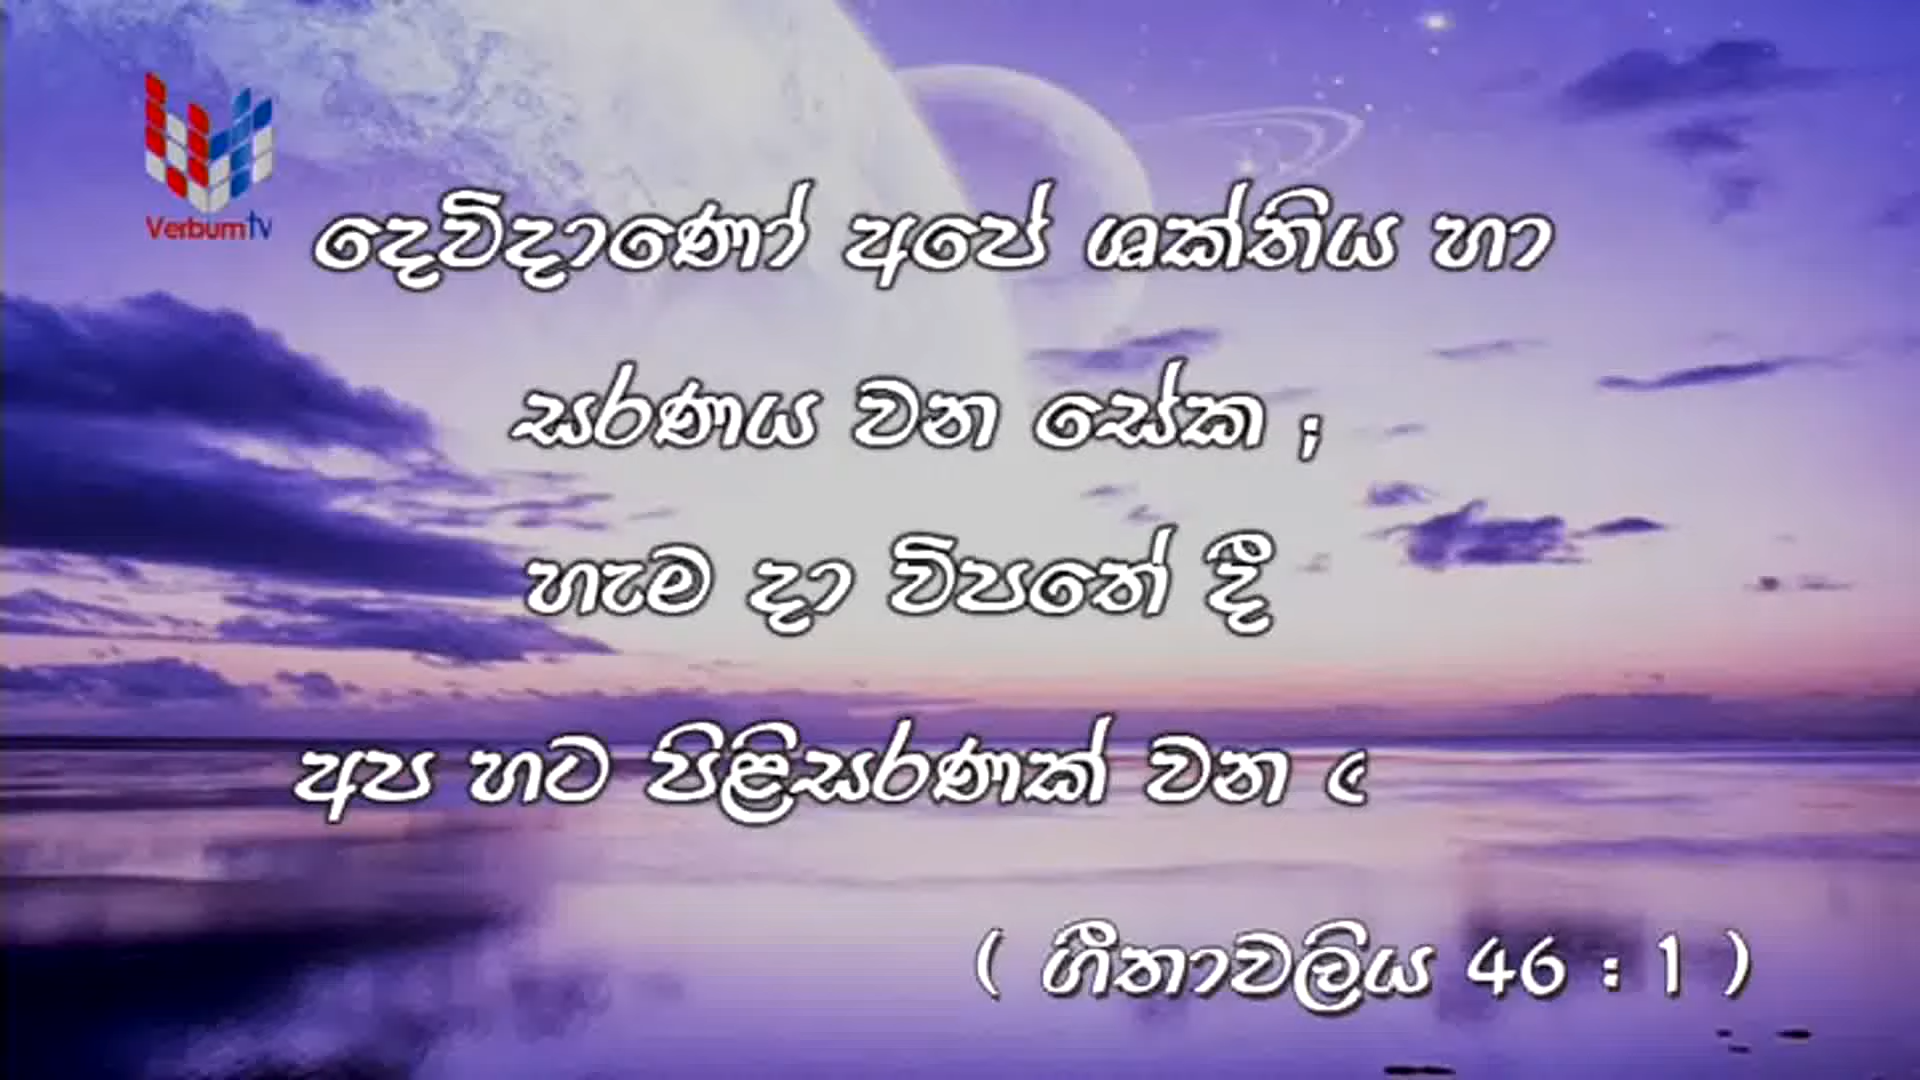 VerbumTV
දෙවිදාණෝ අපේ ශක්තිය හා
සරණය වන සේක ;
හැම දා විපතේ දී
අප හට පිළිසරණක් වන
( ගීතාවලිය 46 : 1 )